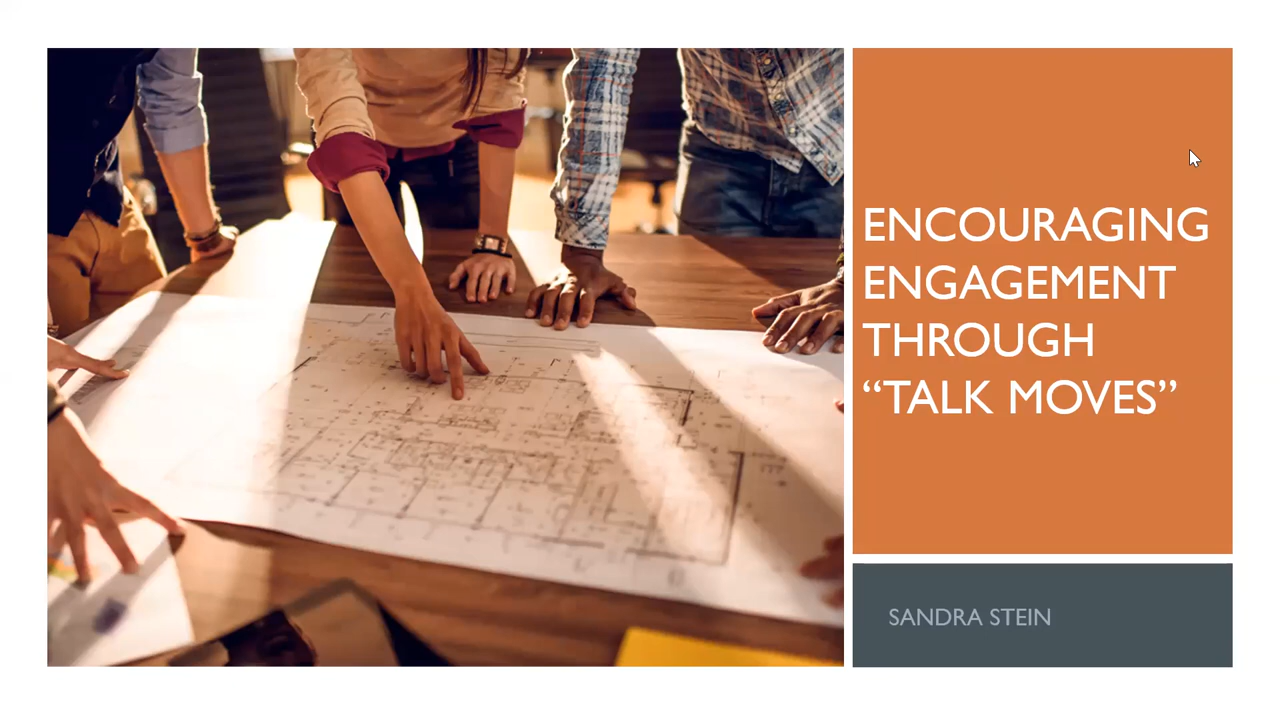 ENCOURAGING
ENGAGEMENT
THROUGH
“TALK MOVES”
SANDRA STEIN